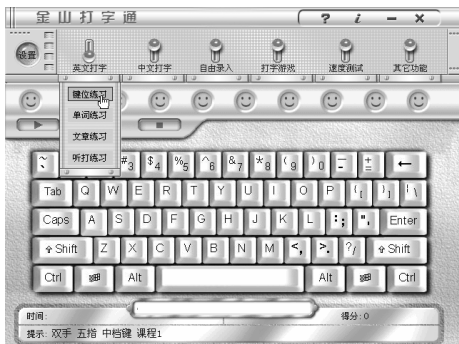 金山打字通
? i − ×
设置
英文打字 中文打字 自由录入 打字游戏 速度测试 其它功能
键位练习
单词练习
文章练习
听打练习
~ #3 $4 %5 ^6 &7 *8 (9 )0 - +=  ←
Tab Q W E R T Y U I O P {[ }] |\
Caps A S D F G H J K L :; " ' Enter
Shift Z X C V B N M <, >. ?/ Shift
Ctrl Alt Alt Ctrl
时间: 得分:0
提示: 双手 五指 中档键 课程1